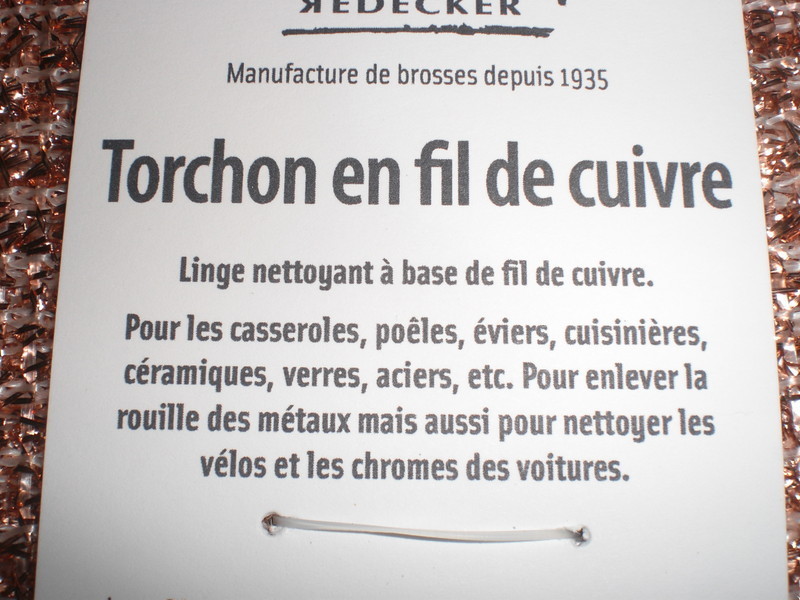 REDECKER
Manufacture de brosses depuis 1935
Torchon en fil de cuivre
Linge nettoyant à base de fil de cuivre.
Pour les casseroles, poêles, éviers, cuisinières,
céramiques, verres, aciers, etc. Pour enlever la
rouille des métaux mais aussi pour nettoyer les
vélos et les chromes des voitures.